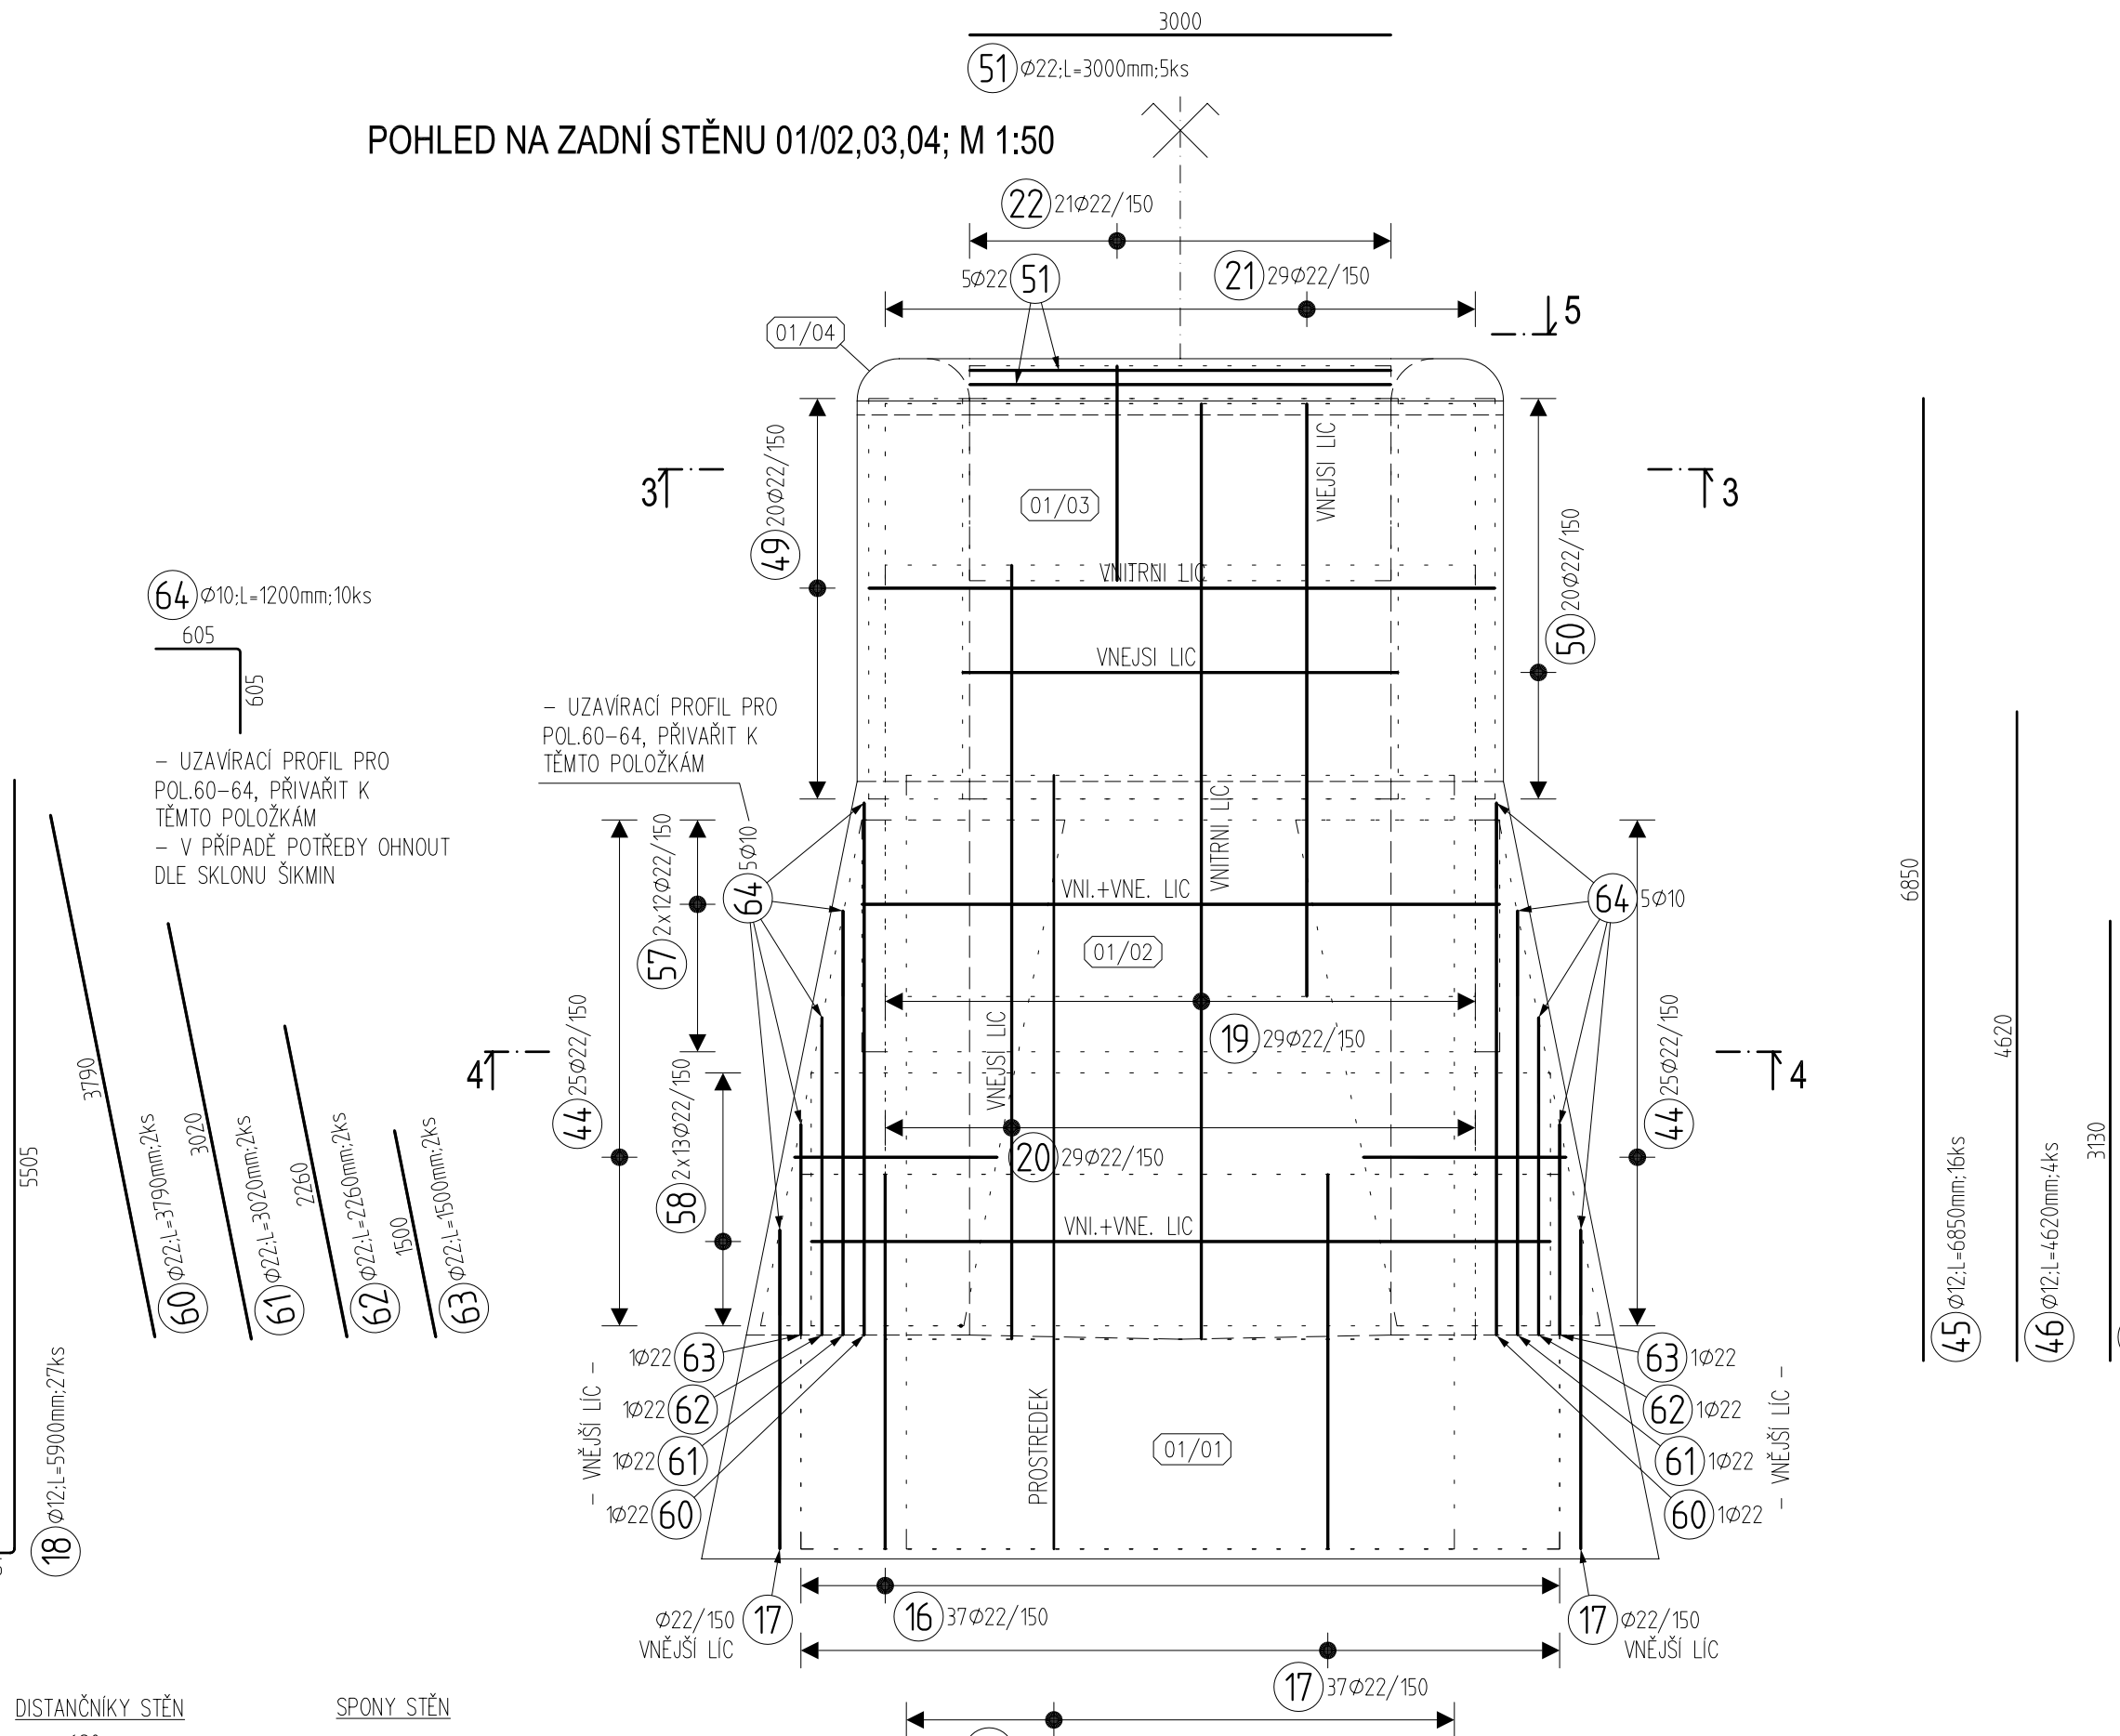 3000
51 Ø22;L=3000mm;5ks
POHLED NA ZADNÍ STĚNU 01/02,03,04; M 1:50
22 21Ø22/150
5Ø22 51
21 29Ø22/150
5
01/04
49 20Ø22/150
VNEJSI LIC
3
3
01/03
50 20Ø22/150
VNITRNI LIC
VNEJSI LIC
64 Ø10;L=1200mm;10ks
605
605
- UZAVÍRACÍ PROFIL PRO
POL.60-64, PŘIVAŘIT K
TĚMTO POLOŽKÁM
- V PŘÍPADĚ POTŘEBY OHNOUT
DLE SKLONU ŠIKMIN
- UZAVÍRACÍ PROFIL PRO
POL.60-64, PŘIVAŘIT K
TĚMTO POLOŽKÁM
57 2x12Ø22/150
64 5Ø10
VNITRNI LIC
VNI.+VNE. LIC
64 5Ø10
01/02
6850
4620
3130
44 25Ø22/150
VNEJSI LIC
19 29Ø22/150
44 25Ø22/150
4
4
58 2x13Ø22/150
20 29Ø22/150
VNI.+VNE. LIC
5505
3790
60 Ø22;L=3790mm;2ks
3020
61 Ø22;L=3020mm;2ks
2260
62 Ø22;L=2260mm;2ks
1500
63 Ø22;L=1500mm;2ks
18 Ø12;L=5900mm;27ks
45 Ø12;L=6850mm;16ks
46 Ø12;L=4620mm;4ks
- VNĚJŠÍ LÍC -
1Ø22 63
1Ø22 62
1Ø22 61
1Ø22 60
PROSTREDEK
01/01
63 1Ø22
62 1Ø22
61 1Ø22
60 1Ø22
- VNĚJŠÍ LÍC -
Ø22/150 17
VNĚJŠÍ LÍC
16 37Ø22/150
17 Ø22/150
VNĚJŠÍ LÍC
17 37Ø22/150
DISTANČNÍKY STĚN
SPONY STĚN